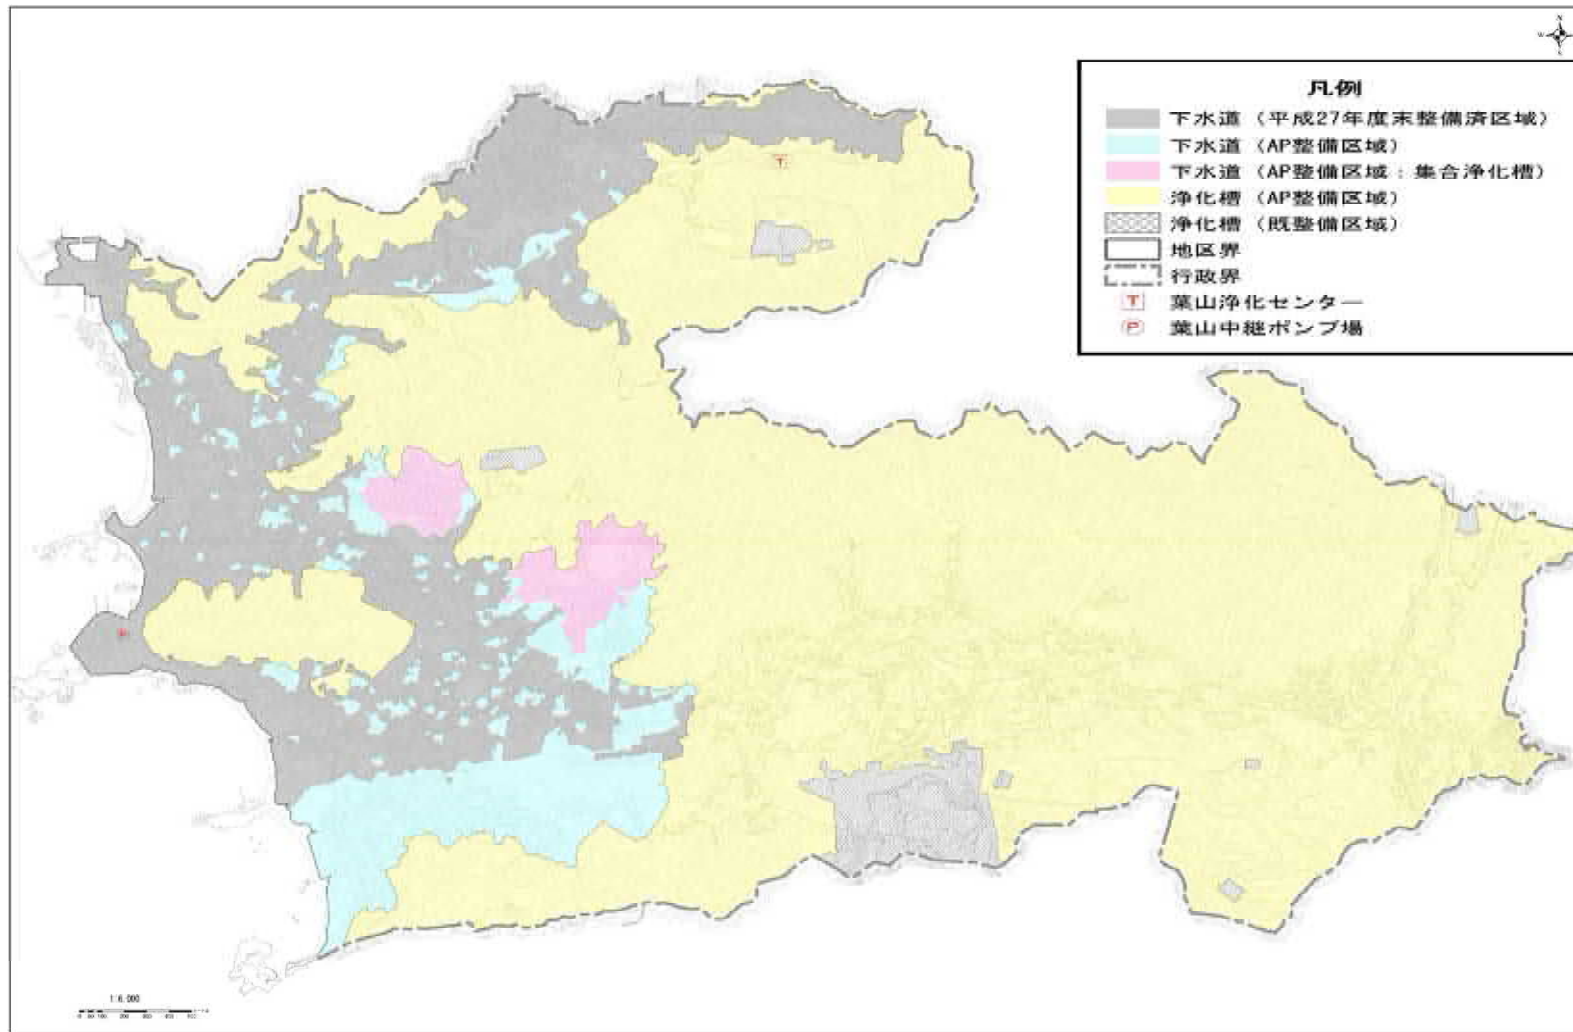 N
W
凡例
下水道（平成27年度末整備済区域）
下水道（AP整備区域）
下水道（AP整備区域：集合浄化槽）
浄化槽（AP整備区域）
浄化槽（既整備区域）
地区界
行政界
T 葉山浄化センター
P 葉山中継ポンプ場
T
P
1:6,000